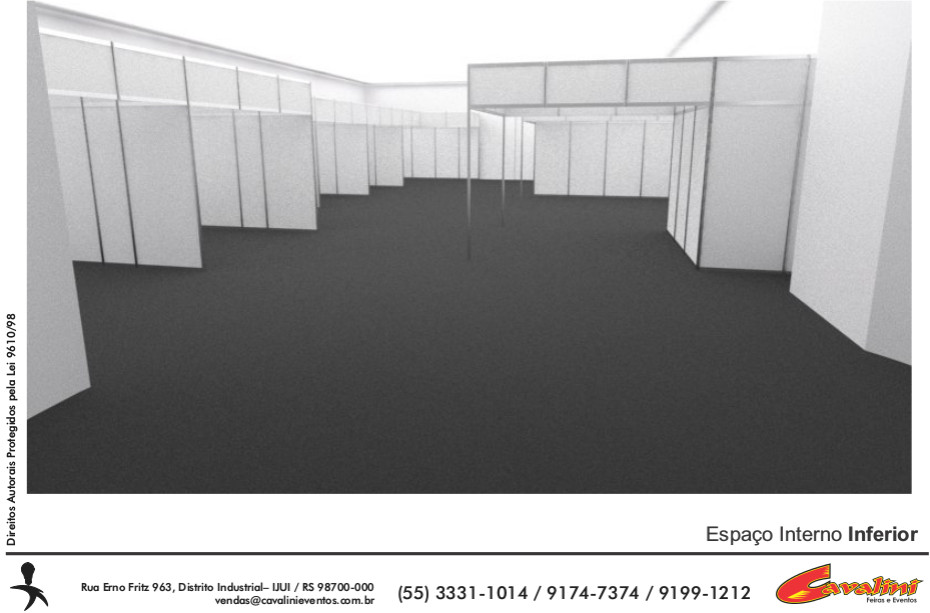 Direitos Autorais Protegidos pela Lei 9610/98
Espaço Interno Inferior
Rua Erno Fritz 963, Distrito Industrial– IJUI / RS 98700-000
vendas@cavalinieventos.com.br
(55) 3331-1014 / 9174-7374 / 9199-1212
Cavalini
Feiras e Eventos